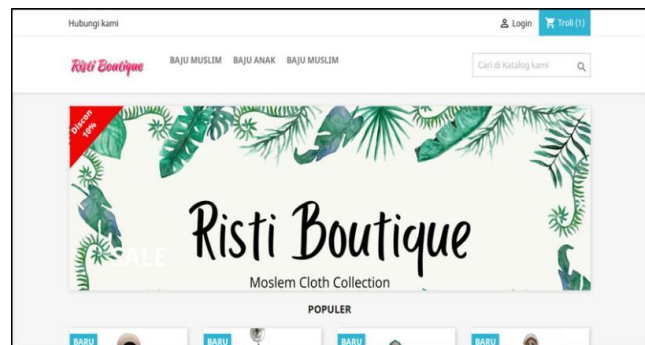 Hubungi kami
Login
Troli (1)
Risti Boutique
BAJU MUSLIM BAJU ANAK BAJU MUSLIM
Cari di Katalog kami
Discon
10%
Risti Boutique
SALE
Moslem Cloth Collection
POPULER
BARU
BARU
BARU
BARU